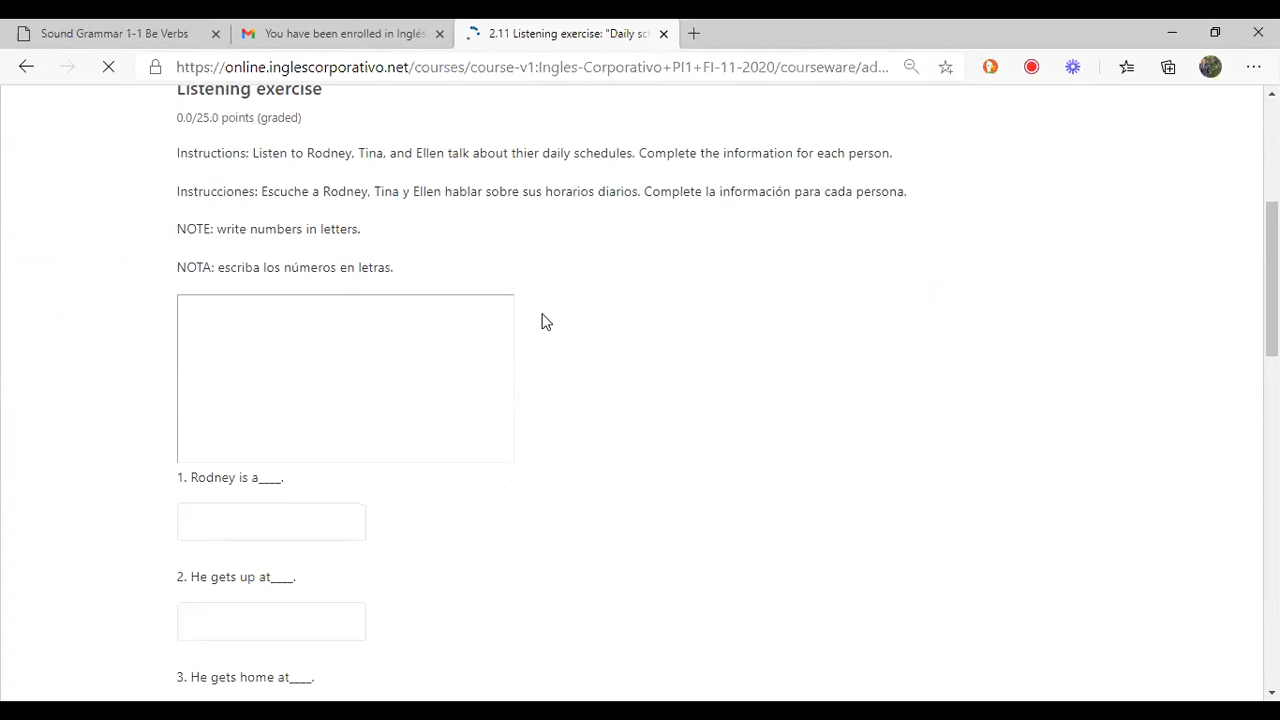 Sound Grammar 1-1 Be Verbs
You have been enrolled in Inglés
2.11 Listening exercise: "Daily sc
https://online.inglescorporativo.net/courses/course-v1:Ingles-Corporativo+PI1+FI-11-2020/courseware/ad...
Listening exercise
0.0/25.0 points (graded)
Instructions: Listen to Rodney, Tina, and Ellen talk about thier daily schedules. Complete the information for each person.
Instrucciones: Escuche a Rodney, Tina y Ellen hablar sobre sus horarios diarios. Complete la información para cada persona.
NOTE: write numbers in letters.
NOTA: escriba los números en letras.
1. Rodney is a____.
2. He gets up at____.
3. He gets home at____.